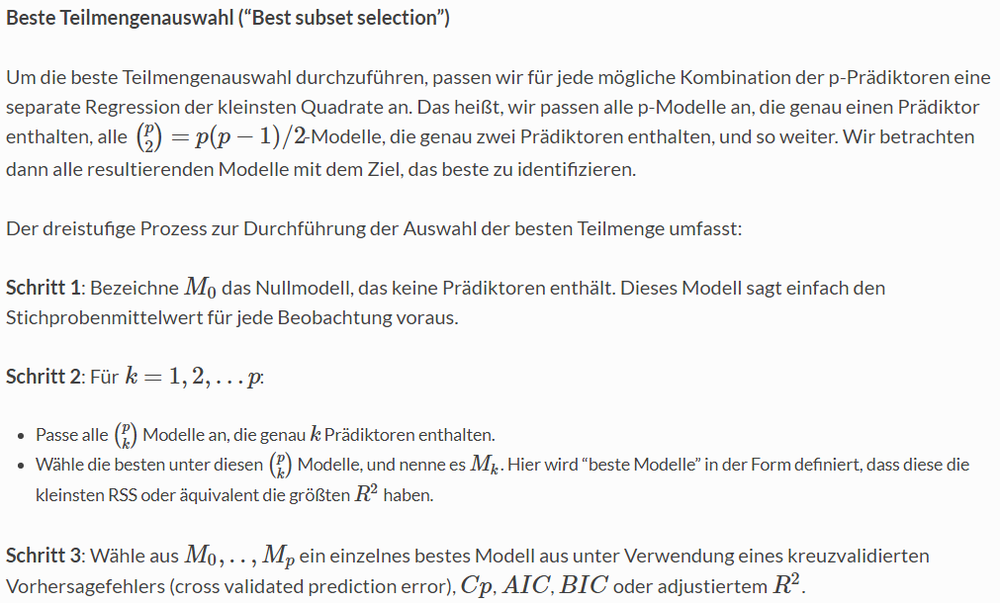 Beste Teilmengenauswahl (“Best subset selection”)
Um die beste Teilmengenauswahl durchzuführen, passen wir für jede mögliche Kombination der p-Prädiktoren eine
separate Regression der kleinsten Quadrate an. Das heißt, wir passen alle p-Modelle an, die genau einen Prädiktor
enthalten, alle $\binom{p}{2} = p(p-1)/2$-Modelle, die genau zwei Prädiktoren enthalten, und so weiter. Wir betrachten
dann alle resultierenden Modelle mit dem Ziel, das beste zu identifizieren.
Der dreistufige Prozess zur Durchführung der Auswahl der besten Teilmenge umfasst:
Schritt 1: Bezeichne $M_0$ das Nullmodell, das keine Prädiktoren enthält. Dieses Modell sagt einfach den
Stichprobenmittelwert für jede Beobachtung voraus.
Schritt 2: Für $k = 1, 2, \ldots p$:
• Passe alle $\binom{p}{k}$ Modelle an, die genau $k$ Prädiktoren enthalten.
• Wähle die besten unter diesen $\binom{p}{k}$ Modelle, und nenne es $M_k$. Hier wird “beste Modelle” in der Form definiert, dass diese die
kleinsten RSS oder äquivalent die größten $R^2$ haben.
Schritt 3: Wähle aus $M_0, .., M_p$ ein einzelnes bestes Modell aus unter Verwendung eines kreuzvalidierten
Vorhersagefehlers (cross validated prediction error), $Cp$, $AIC$, $BIC$ oder adjustiertem $R^2$.